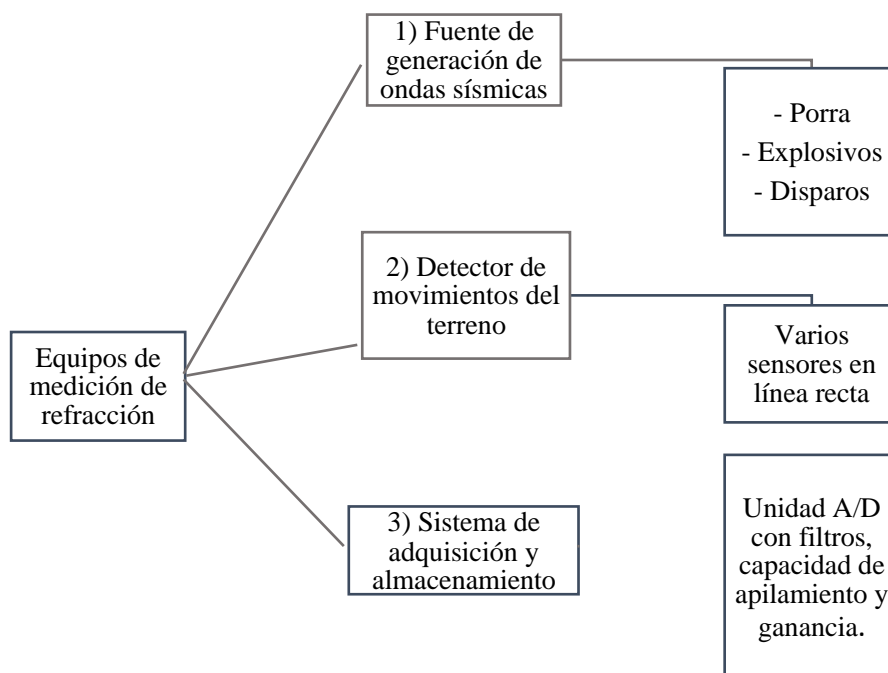 1) Fuente de
generación de
ondas sísmicas
- Porra
- Explosivos
- Disparos
2) Detector de
movimientos del
terreno
Varios
sensores en
línea recta
Equipos de
medición de
refracción
3) Sistema de
adquisición y
almacenamiento
Unidad A/D
con filtros,
capacidad de
apilamiento y
ganancia.